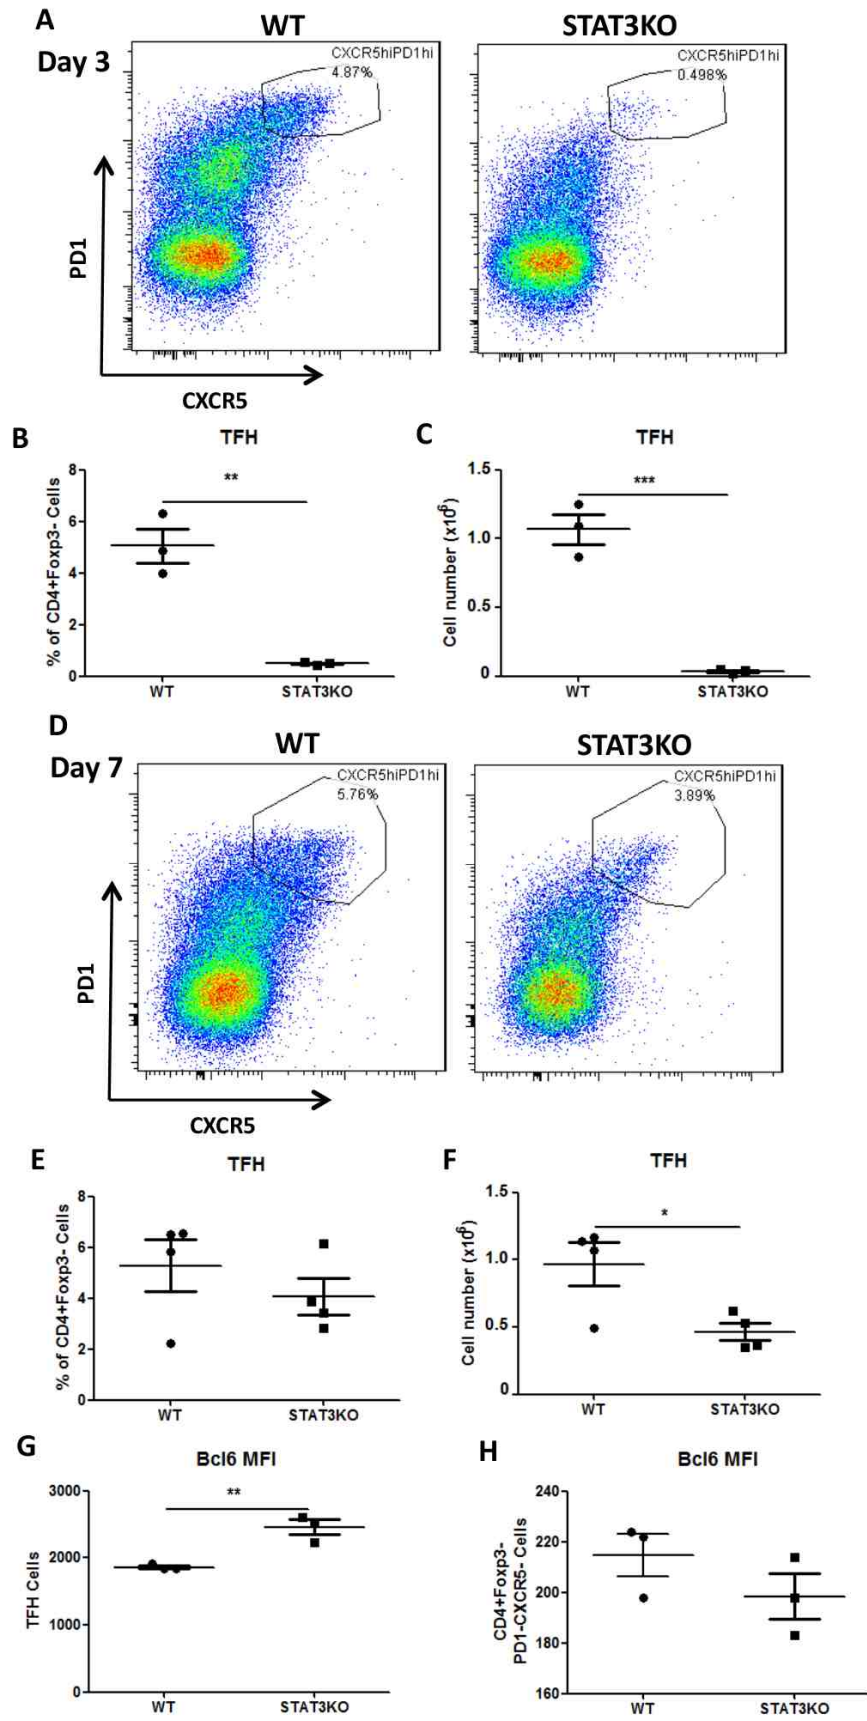 A
WT
STAT3KO
Day 3
CXCR5hiPD1hi
4.87%
CXCR5hiPD1hi
0.498%
PD1
CXCR5
B
TFH
% of CD4+Foxp3- Cells
8
6
4
2
0
**
WT
STAT3KO
C
TFH
Cell number (x10⁶)
1.5
1.0
0.5
0
***
WT
STAT3KO
D
WT
STAT3KO
Day 7
CXCR5hiPD1hi
5.76%
CXCR5hiPD1hi
3.89%
PD1
CXCR5
E
TFH
% of CD4+Foxp3- Cells
8
6
4
2
0
WT
STAT3KO
F
TFH
Cell number (x10⁶)
1.5
1.0
0.5
0
*
WT
STAT3KO
G
Bcl6 MFI
TFH Cells
3000
2000
1000
0
**
WT
STAT3KO
H
Bcl6 MFI
CD4+Foxp3-
PD1-CXCR5- Cells
240
220
200
180
160
WT
STAT3KO